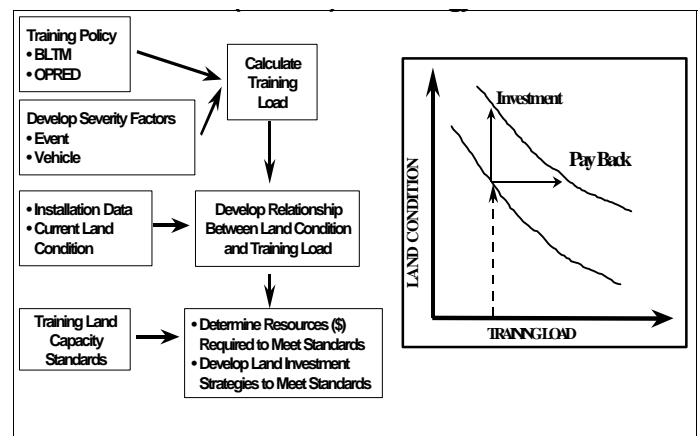 Training Policy
• BLTM
• OPRED
Develop Severity Factors
• Event
• Vehicle
Calculate
Training
Load
• Installation Data
• Current Land
Condition
Develop Relationship
Between Land Condition
and Training Load
Training Land
Capacity
Standards
• Determine Resources ($)
Required to Meet Standards
• Develop Land Investment
Strategies to Meet Standards
LAND CONDITION
Investment
Pay Back
TRAINING LOAD